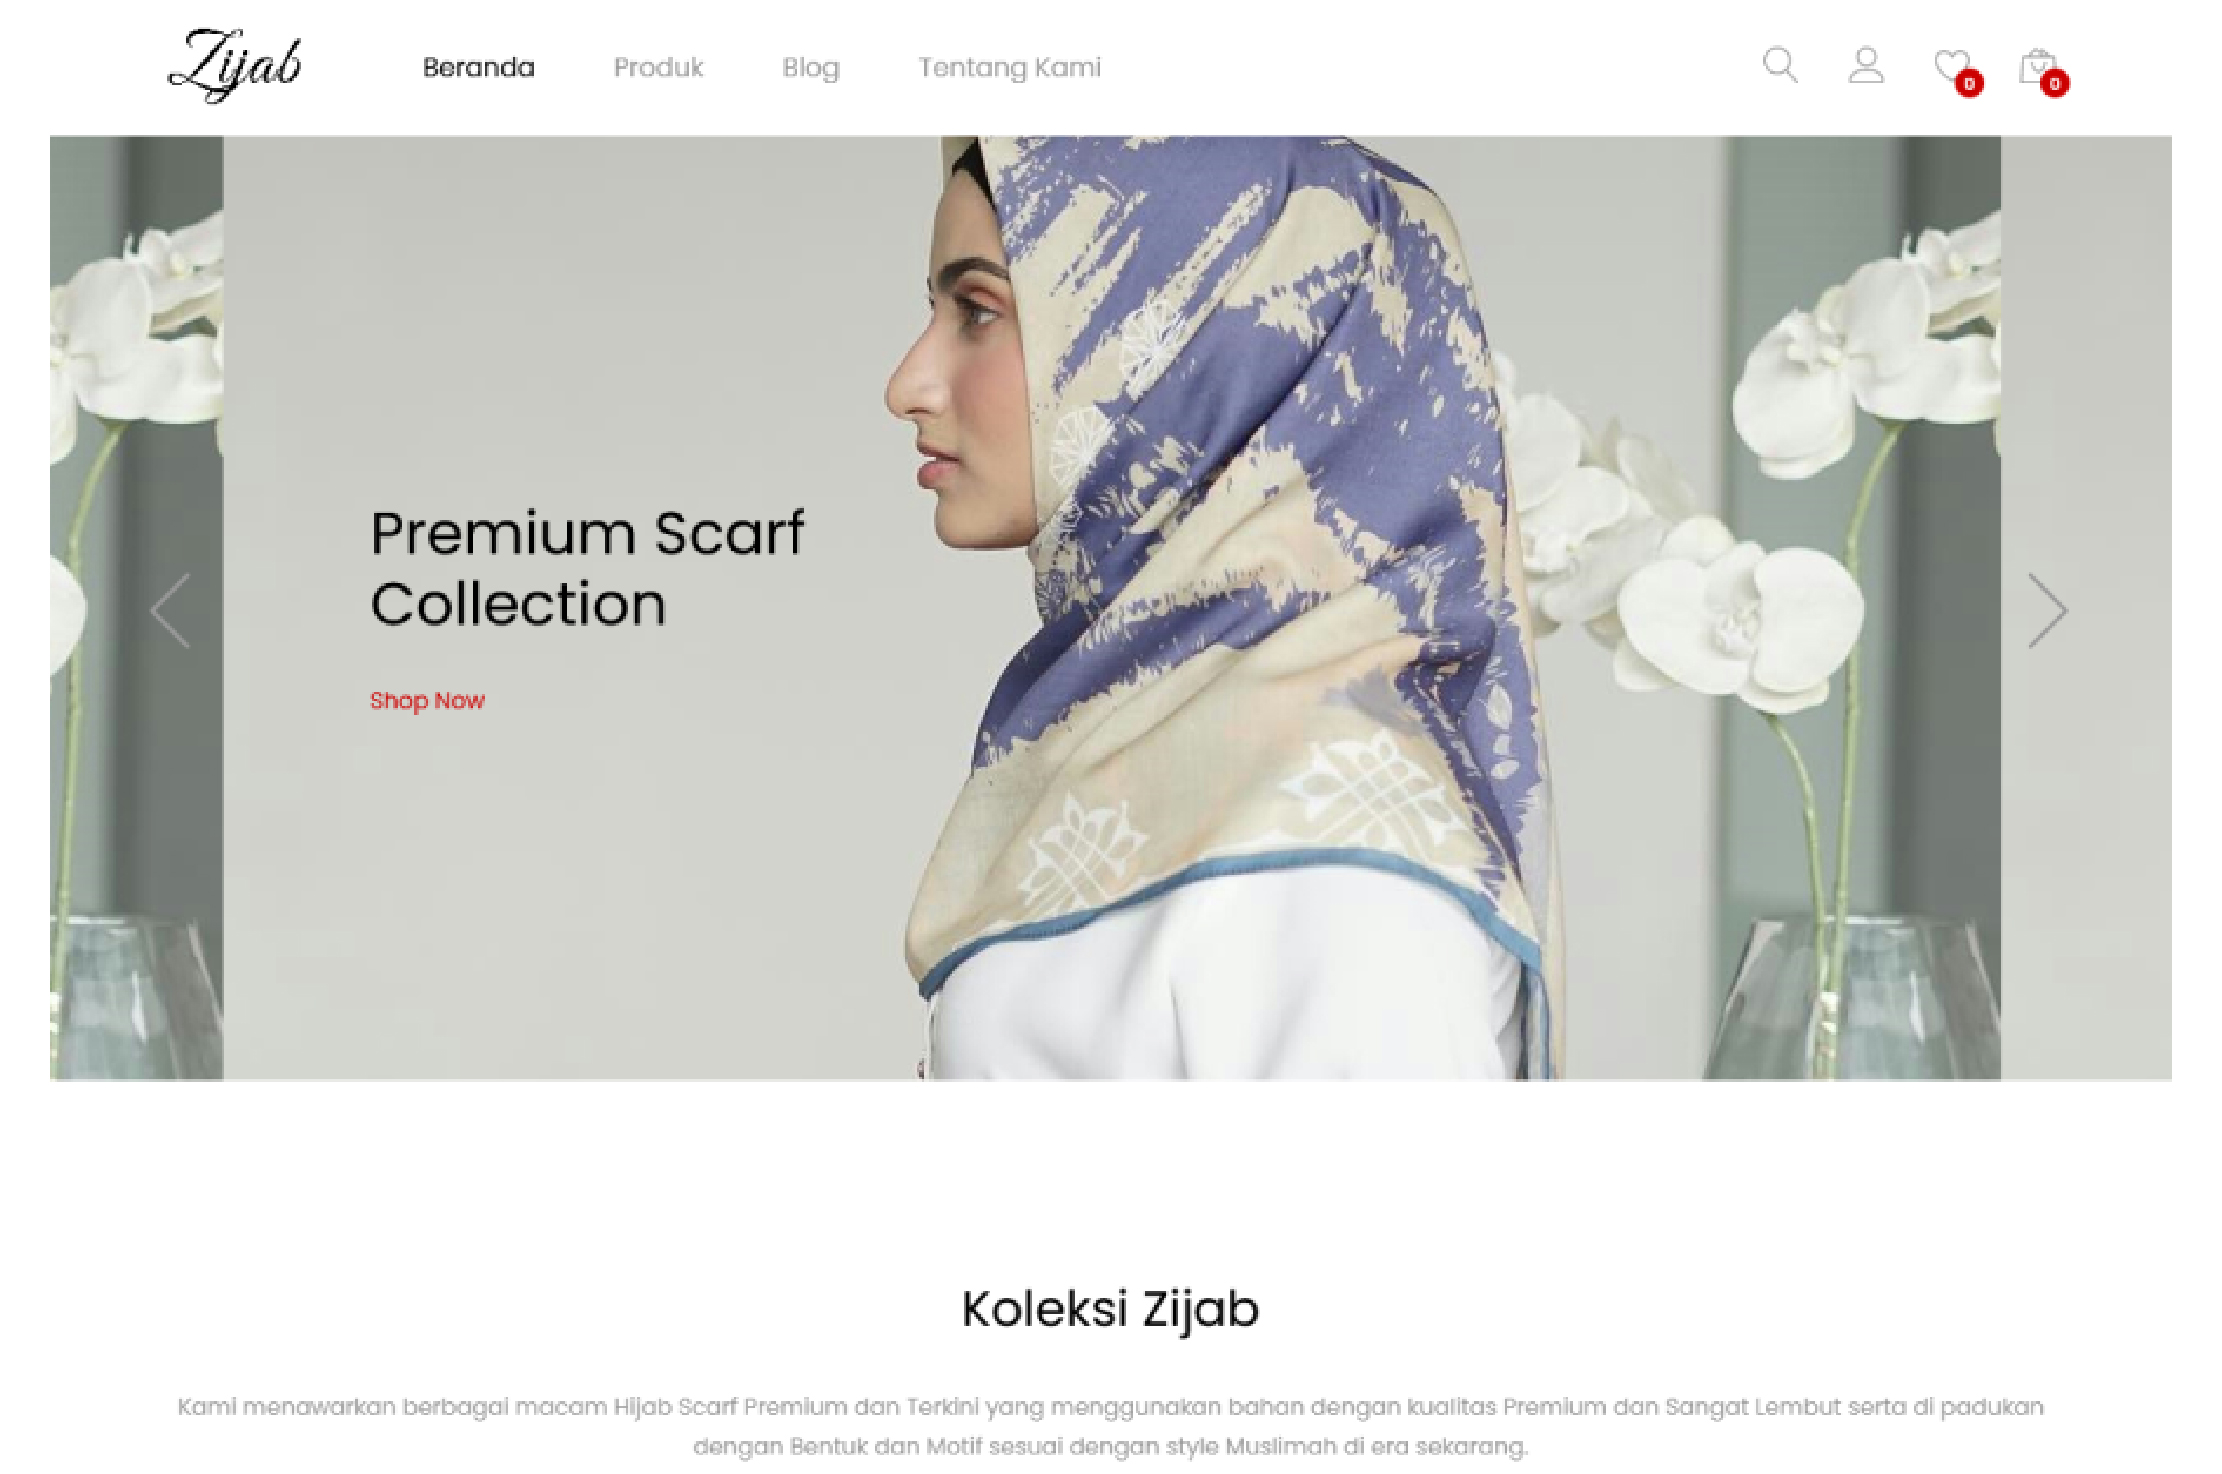 Zijab
Beranda
Produk
Blog
Tentang Kami
0
0
Premium Scarf
Collection
Shop Now
Koleksi Zijab
Kami menawarkan berbagai macam Hijab Scarf Premium dan Terkini yang menggunakan bahan dengan kualitas Premium dan Sangat Lembut serta di padukan
dengan Bentuk dan Motif sesuai dengan style Muslimah di era sekarang.